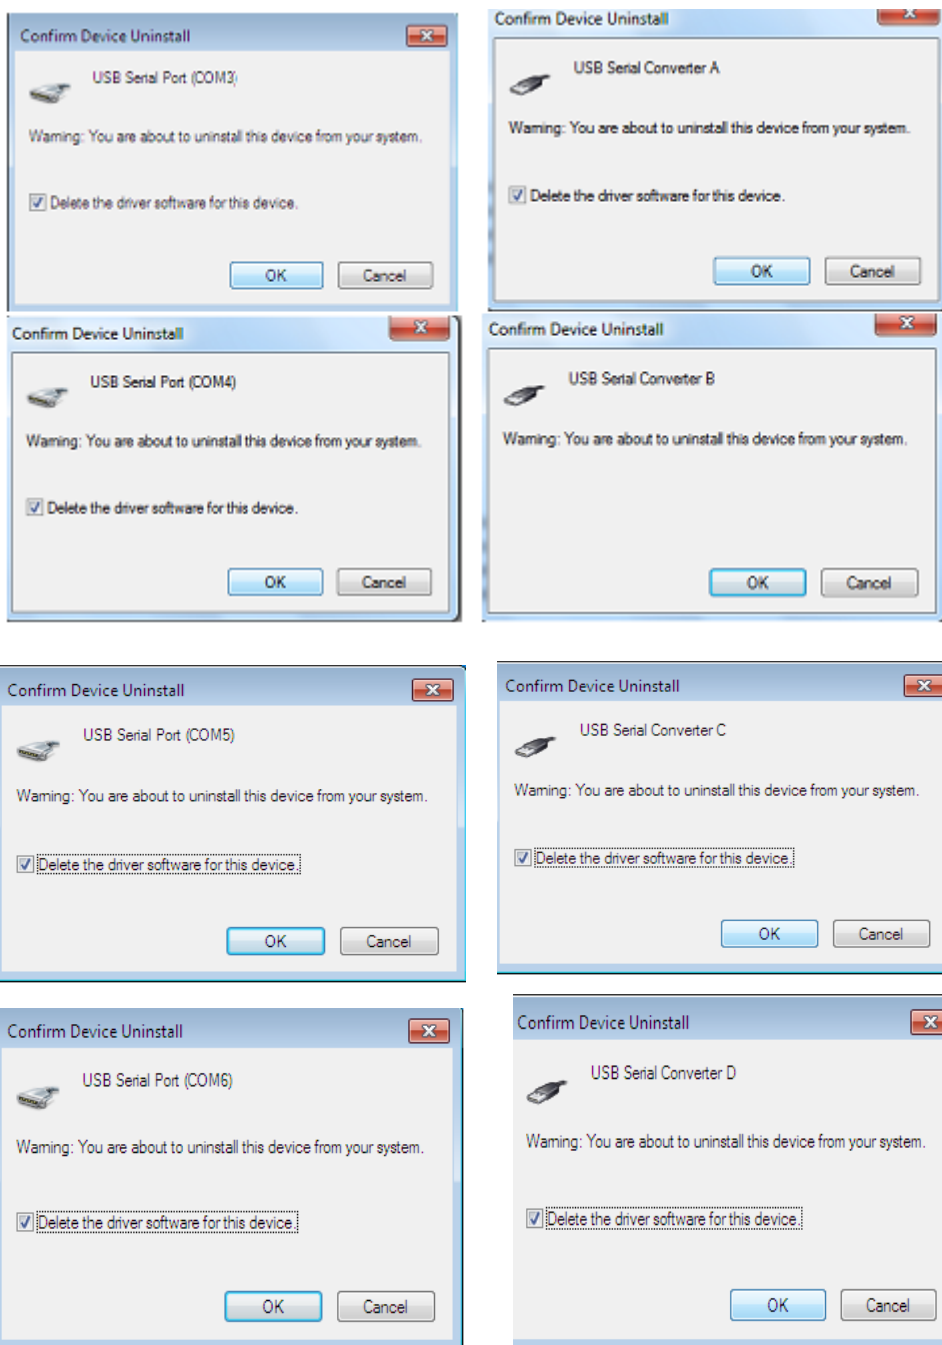 Confirm Device Uninstall
USB Serial Port (COM3)
Warning: You are about to uninstall this device from your system.
Delete the driver software for this device.
OK Cancel
Confirm Device Uninstall
USB Serial Converter A
Warning: You are about to uninstall this device from your system.
Delete the driver software for this device.
OK Cancel
Confirm Device Uninstall
USB Serial Port (COM4)
Warning: You are about to uninstall this device from your system.
Delete the driver software for this device.
OK Cancel
Confirm Device Uninstall
USB Serial Converter B
Warning: You are about to uninstall this device from your system.
OK Cancel
Confirm Device Uninstall
USB Serial Port (COM5)
Warning: You are about to uninstall this device from your system.
Delete the driver software for this device.
OK Cancel
Confirm Device Uninstall
USB Serial Converter C
Warning: You are about to uninstall this device from your system.
Delete the driver software for this device.
OK Cancel
Confirm Device Uninstall
USB Serial Port (COM6)
Warning: You are about to uninstall this device from your system.
Delete the driver software for this device.
OK Cancel
Confirm Device Uninstall
USB Serial Converter D
Warning: You are about to uninstall this device from your system.
Delete the driver software for this device.
OK Cancel